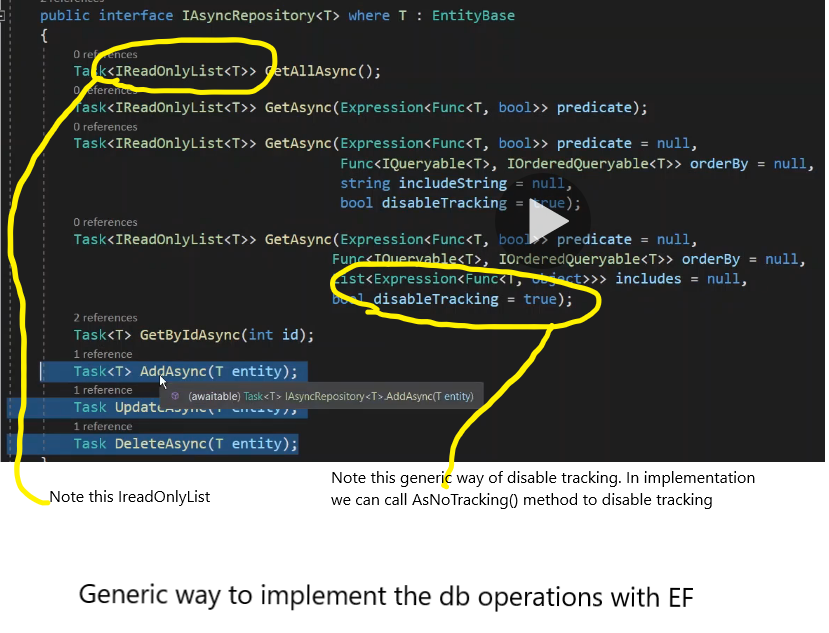 2 references
public interface IAsyncRepository<T> where T : EntityBase
{
0 references
Task<IReadOnlyList<T>> GetAllAsync();
0 references
Task<IReadOnlyList<T>> GetAsync(Expression<Func<T, bool>> predicate);
0 references
Task<IReadOnlyList<T>> GetAsync(Expression<Func<T, bool>> predicate = null,
Func<IQueryable<T>, IOrderedQueryable<T>> orderBy = null,
string includeString = null,
bool disableTracking = true);
0 references
Task<IReadOnlyList<T>> GetAsync(Expression<Func<T, bool>> predicate = null,
Func<IQueryable<T>, IOrderedQueryable<T>> orderBy = null,
List<Expression<Func<T, object>>> includes = null,
bool disableTracking = true);
2 references
Task<T> GetByIdAsync(int id);
1 reference
Task<T> AddAsync(T entity);
1 reference
(awaitable) Task<T> IAsyncRepository<T>.AddAsync(T entity)
Task UpdateAsync(T entity);
1 reference
Task DeleteAsync(T entity);
}
Note this IreadOnlyList
Note this generic way of disable tracking. In implementation
we can call AsNoTracking() method to disable tracking
Generic way to implement the db operations with EF